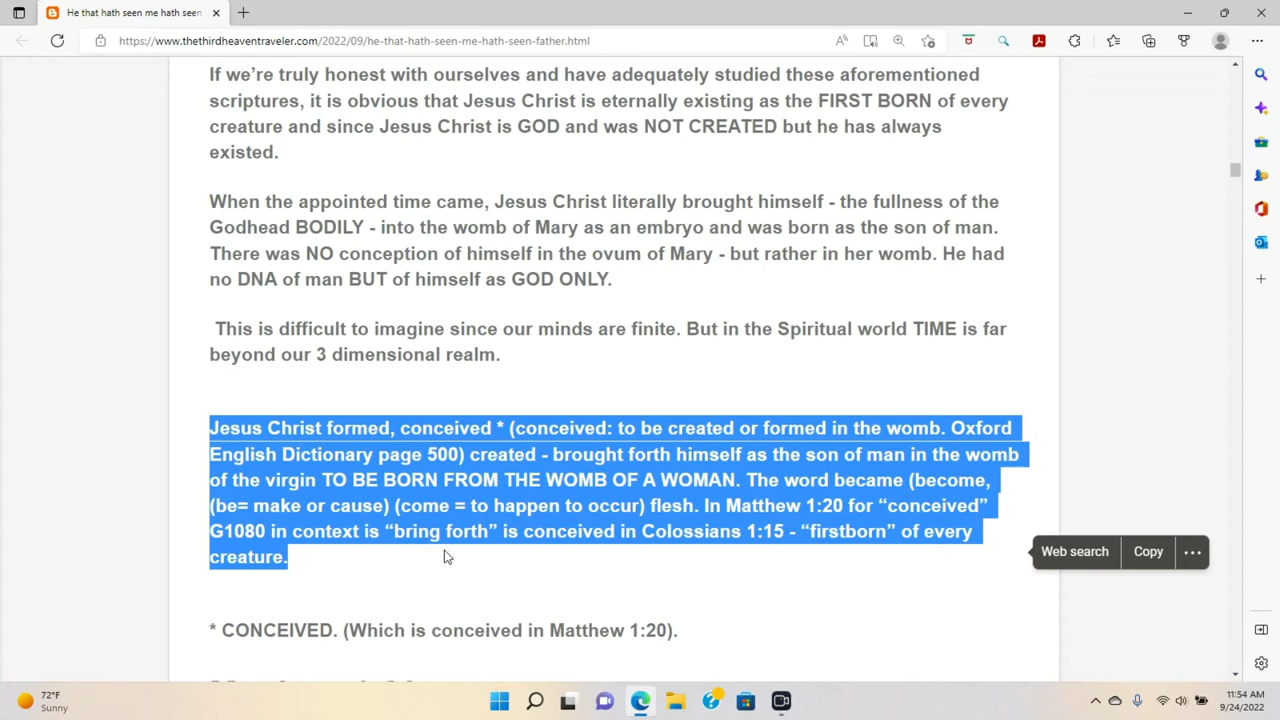 He that hath seen me hath seen
https://www.thethirdheaventraveler.com/2022/09/he-that-hath-seen-me-hath-seen-father.html
If we're truly honest with ourselves and have adequately studied these aforementioned
scriptures, it is obvious that Jesus Christ is eternally existing as the FIRST BORN of every
creature and since Jesus Christ is GOD and was NOT CREATED but he has always
existed.
When the appointed time came, Jesus Christ literally brought himself - the fullness of the
Godhead BODILY - into the womb of Mary as an embryo and was born as the son of man.
There was NO conception of himself in the ovum of Mary - but rather in her womb. He had
no DNA of man BUT of himself as GOD ONLY.
This is difficult to imagine since our minds are finite. But in the Spiritual world TIME is far
beyond our 3 dimensional realm.
Jesus Christ formed, conceived * (conceived: to be created or formed in the womb. Oxford
English Dictionary page 500) created - brought forth himself as the son of man in the womb
of the virgin TO BE BORN FROM THE WOMB OF A WOMAN. The word became (become,
(be= make or cause) (come = to happen to occur) flesh. In Matthew 1:20 for “conceived”
G1080 in context is “bring forth” is conceived in Colossians 1:15 - “firstborn” of every
creature.
Web search
Copy
* CONCEIVED. (Which is conceived in Matthew 1:20).
72°F
Sunny
11:54 AM
9/24/2022